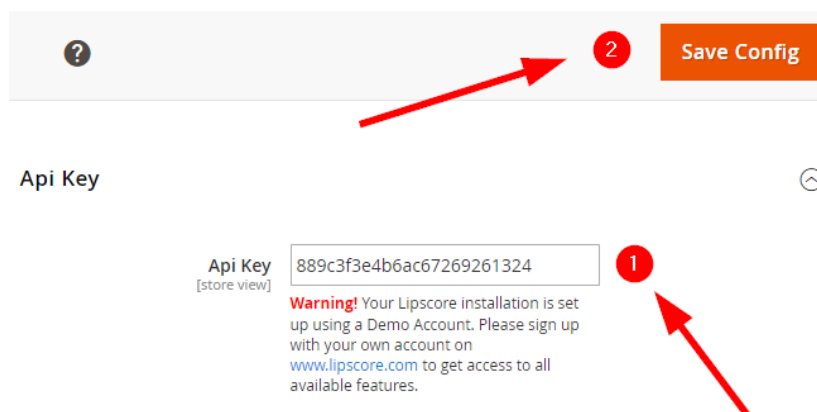 ?
2
Save Config
Api Key
Api Key
889c3f3e4b6ac67269261324
1
[store view]
Warning! Your Lipscore installation is set
up using a Demo Account. Please sign up
with your own account on
www.lipscore.com to get access to all
available features.